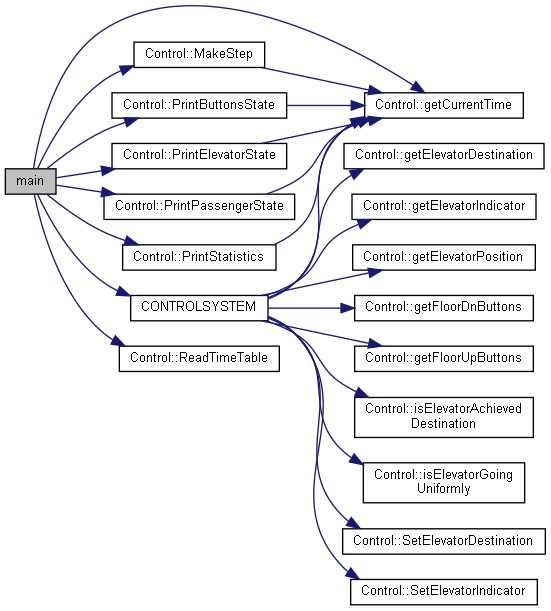 main
Control::MakeStep
Control::PrintButtonsState
Control::PrintElevatorState
Control::PrintPassengerState
Control::PrintStatistics
CONTROLSYSTEM
Control::ReadTimeTable
Control::getCurrentTime
Control::getElevatorDestination
Control::getElevatorIndicator
Control::getElevatorPosition
Control::getFloorDnButtons
Control::getFloorUpButtons
Control::isElevatorAchieved
Destination
Control::isElevatorGoing
Uniformly
Control::SetElevatorDestination
Control::SetElevatorIndicator